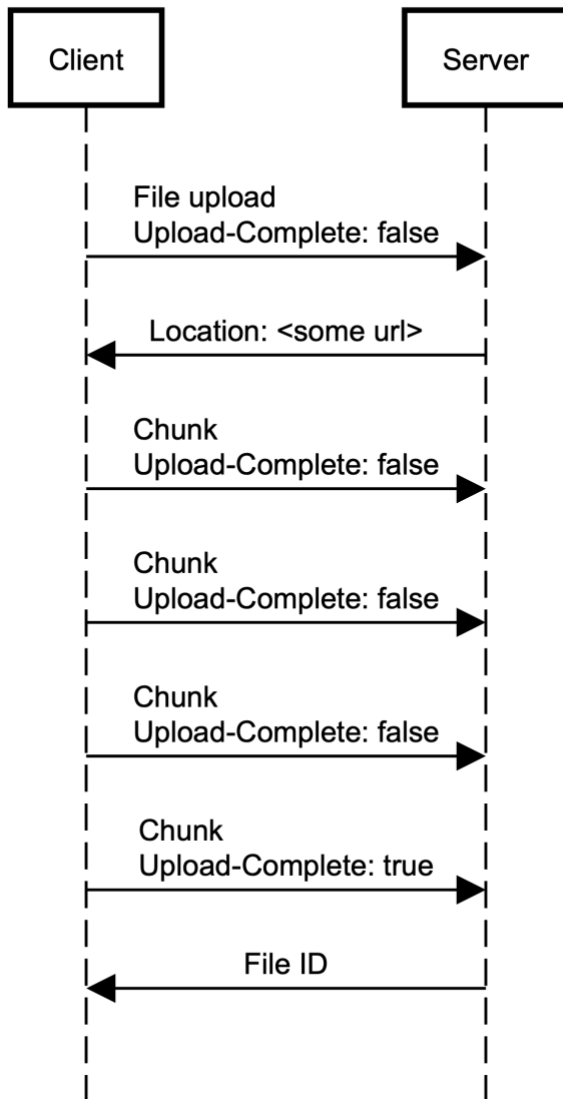 Client
Server
File upload
Upload-Complete: false
Location: <some url>
Chunk
Upload-Complete: false
Chunk
Upload-Complete: false
Chunk
Upload-Complete: false
Chunk
Upload-Complete: true
File ID